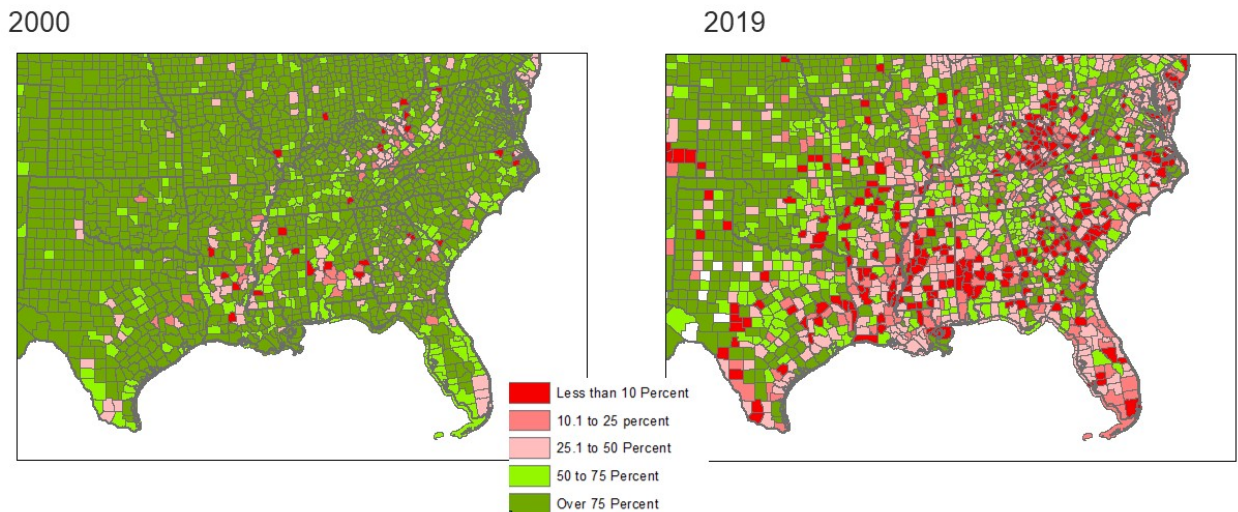 2000
2019
Less than 10 Percent
10.1 to 25 percent
25.1 to 50 Percent
50 to 75 Percent
Over 75 Percent